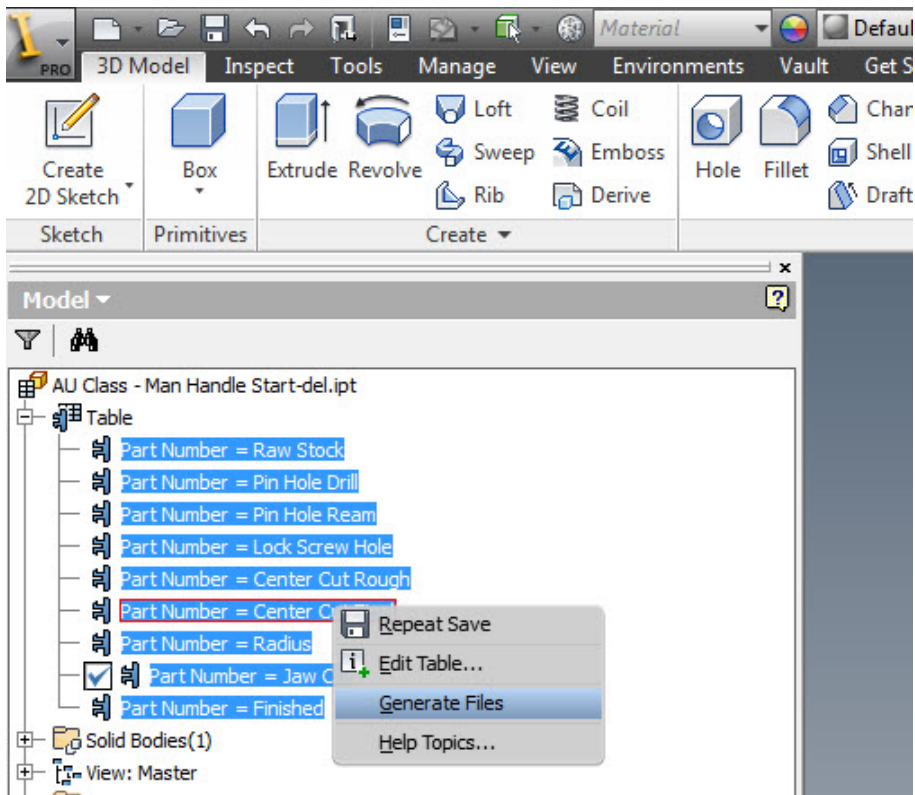 Material
Defaul
PRO
3D Model Inspect Tools Manage View Environments Vault Get S
Create
2D Sketch
Box
Extrude
Revolve
Loft
Sweep
Rib
Coil
Emboss
Derive
Hole
Fillet
Cham
Shell
Draft
Sketch Primitives Create
Model
AU Class - Man Handle Start-del.ipt
Table
Part Number = Raw Stock
Part Number = Pin Hole Drill
Part Number = Pin Hole Ream
Part Number = Lock Screw Hole
Part Number = Center Cut Rough
Part Number = Center
Part Number = Radius
Part Number = Jaw C
Part Number = Finished
Solid Bodies(1)
View: Master
Repeat Save
Edit Table...
Generate Files
Help Topics...